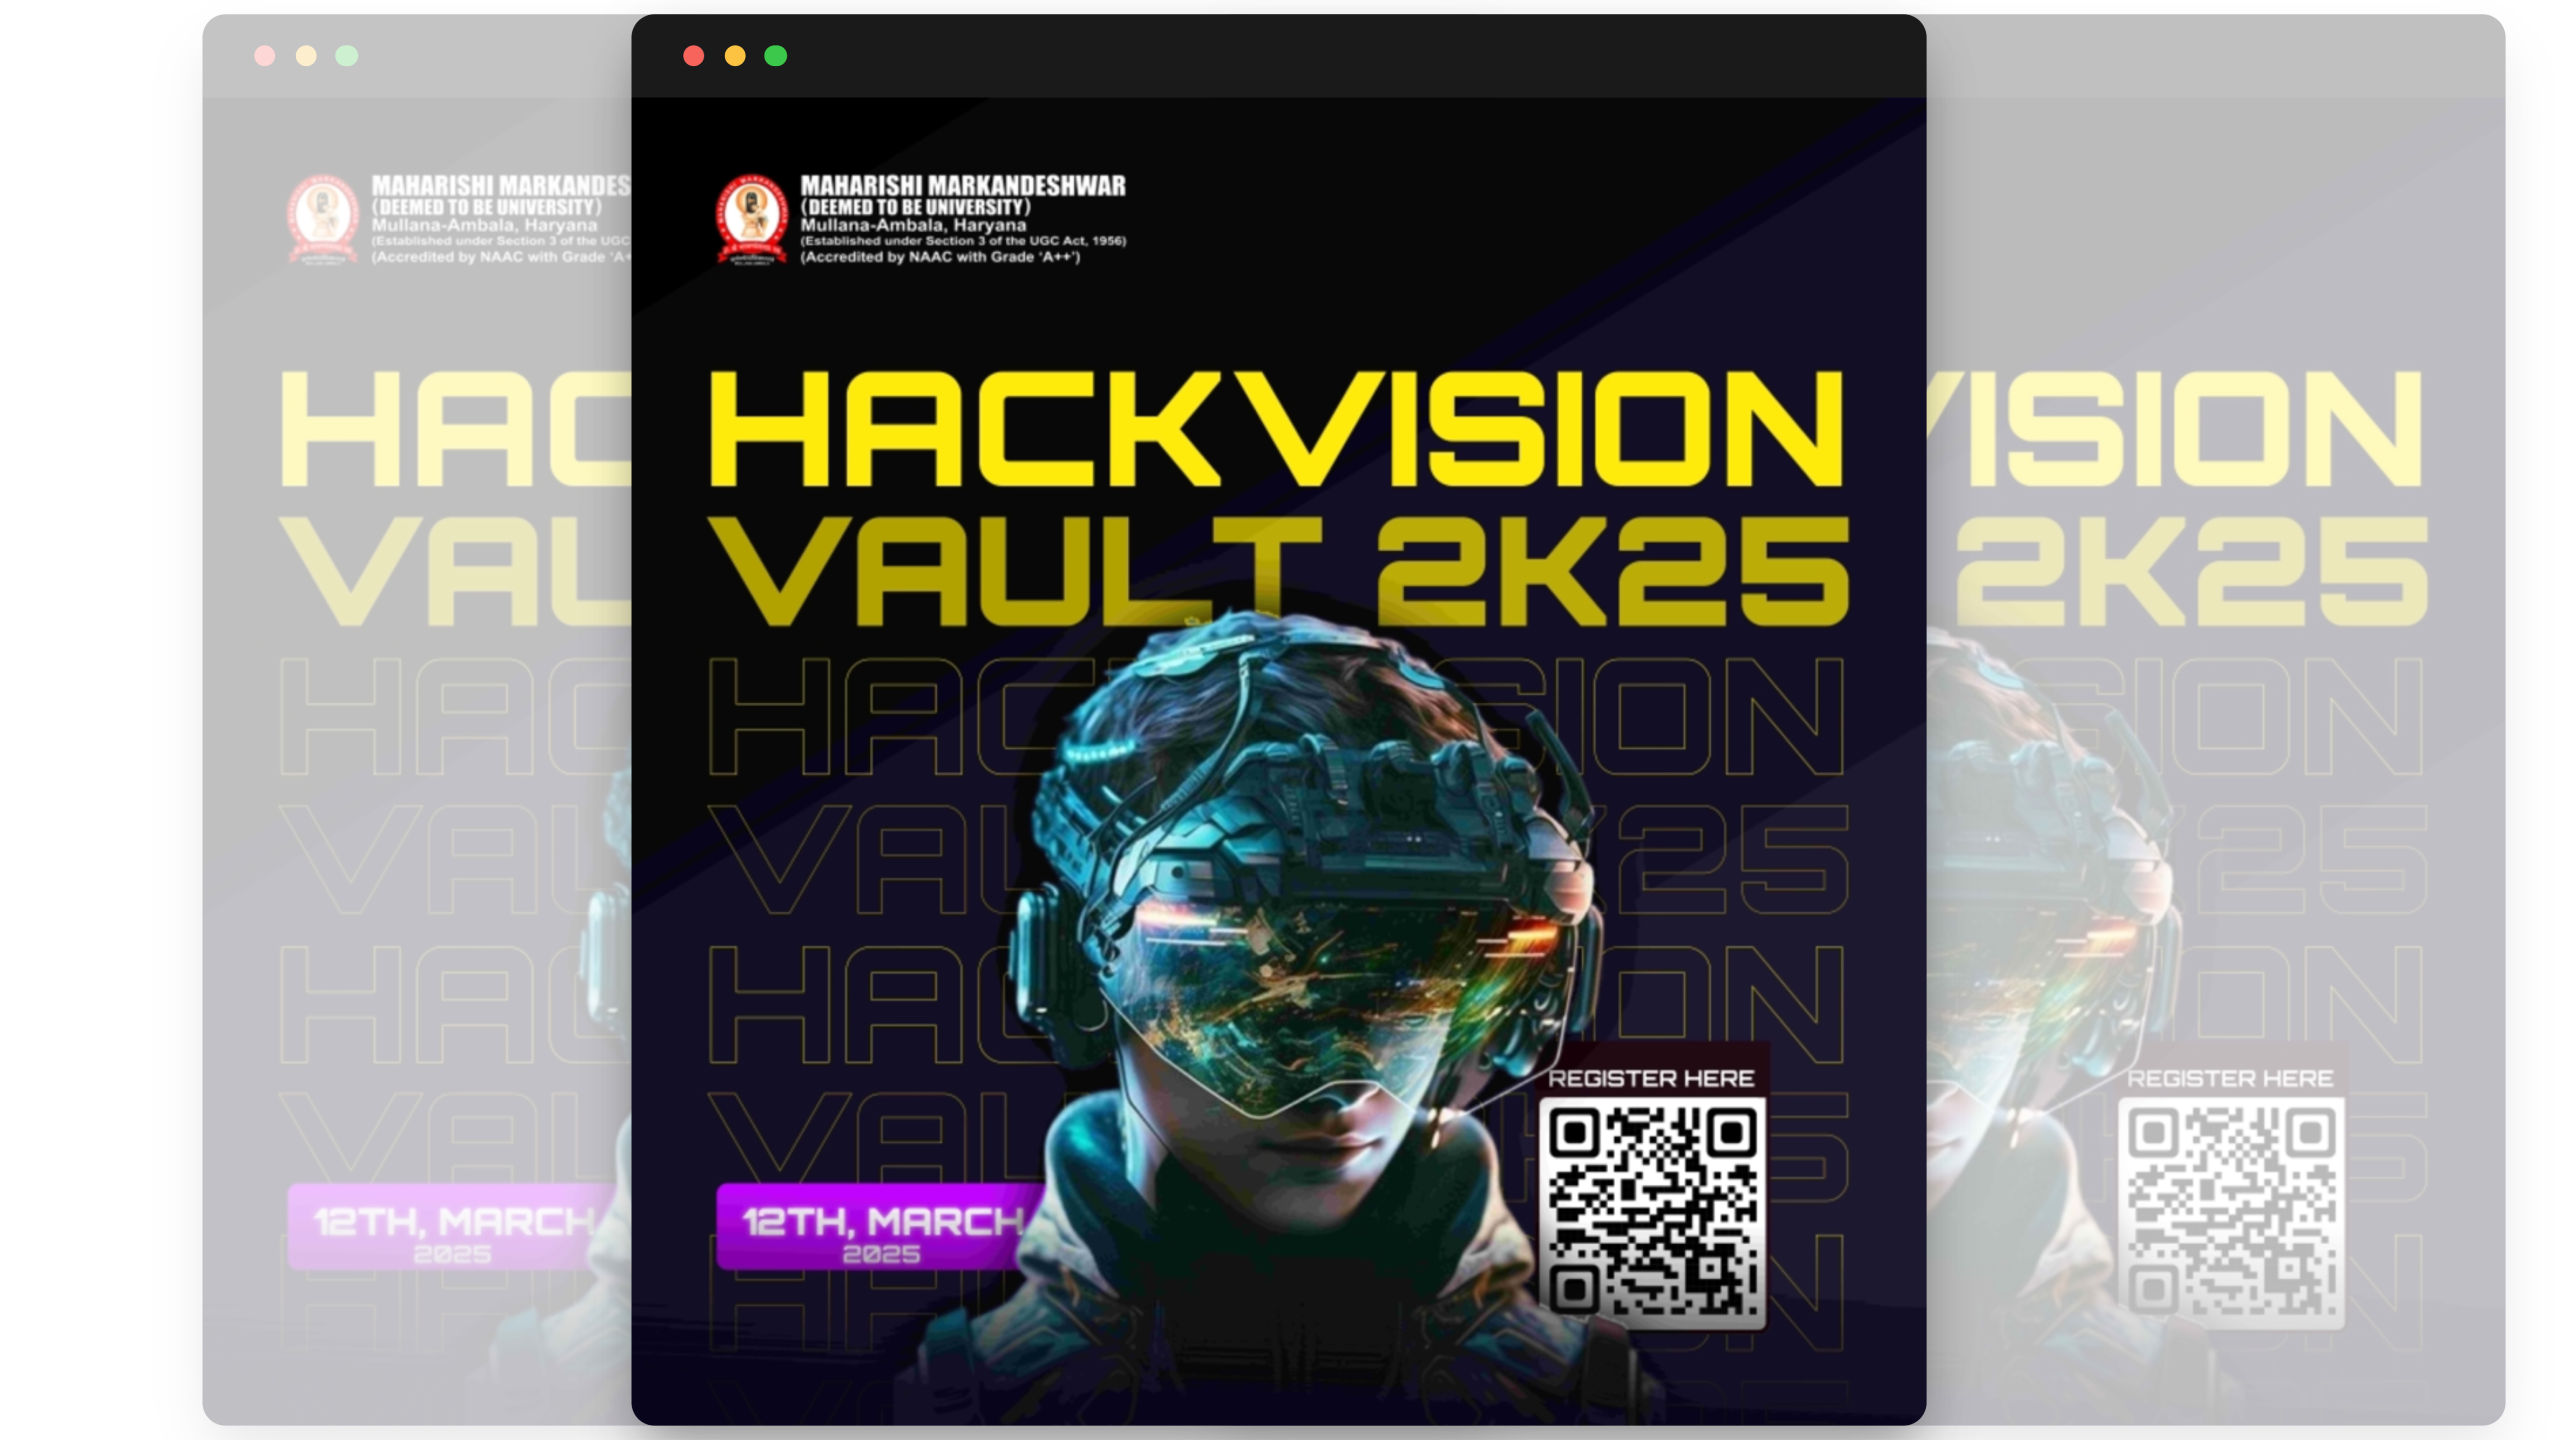 MAHARISHI MARKANDESHWAR
(DEEMED TO BE UNIVERSITY)
Mullana-Ambala, Haryana
(Established under Section 3 of the UGC Act, 1956)
(Accredited by NAAC with Grade ‘A++’)
HACKVISION
VAULT 2K25
REGISTER HERE
12TH, MARCH
2025